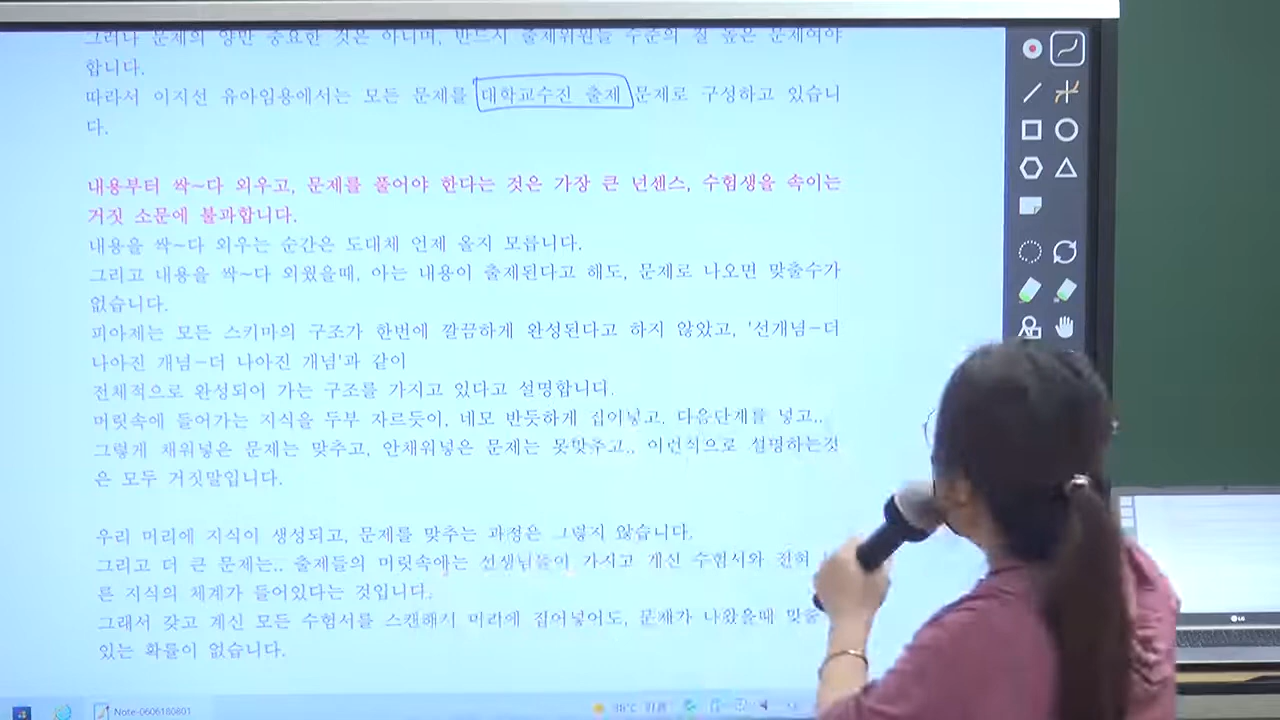 그러나 문제의 양만 중요한 것은 아니며, 반드시 출제위원들 수준의 질 높은 문제여야
합니다.
따라서 이지선 유아임용에서는 모든 문제를 대학교수진 출제 문제로 구성하고 있습니
다.
내용부터 싹~다 외우고, 문제를 풀어야 한다는 것은 가장 큰 넌센스, 수험생을 속이는
거짓 소문에 불과합니다.
내용을 싹~다 외우는 순간은 도대체 언제 올지 모릅니다.
그리고 내용을 싹~다 외웠을때, 아는 내용이 출제된다고 해도, 문제로 나오면 맞출수가
없습니다.
피아제는 모든 스키마의 구조가 한번에 깔끔하게 완성된다고 하지 않았고, '선개념-더
나아진 개념-더 나아진 개념'과 같이
전체적으로 완성되어 가는 구조를 가지고 있다고 설명합니다.
머릿속에 들어가는 지식을 두부 자르듯이, 네모 반듯하게 집어넣고, 다음단계를 넣고..
그렇게 채워넣은 문제는 맞추고, 안채워넣은 문제는 못맞추고.. 이런식으로 설명하는것
은 모두 거짓말입니다.
우리 머리에 지식이 생성되고, 문제를 맞추는 과정은 그렇지 않습니다.
그리고 더 큰 문제는.. 출제들의 머릿속에는 선생님들이 가지고 계신 수험서와 전혀
른 지식의 체계가 들어있다는 것입니다.
그래서 갖고 계신 모든 수험서를 스캔해서 머리에 집어넣어도, 문제가 나왔을때 맞출
있는 확률이 없습니다.
Note-0606180801
LG